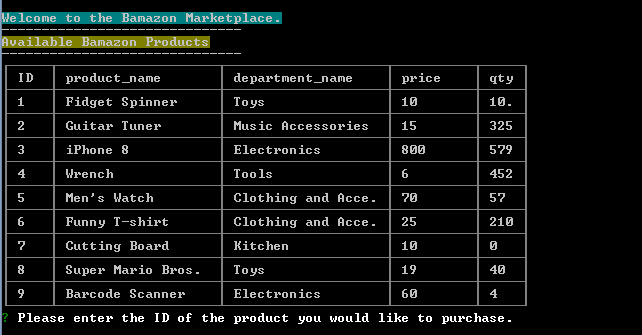 Welcome to the Bamazon Marketplace.
------------------------------
Available Bamazon Products
------------------------------
ID product_name department_name price qty
1 Fidget Spinner Toys 10 10.
2 Guitar Tuner Music Accessories 15 325
3 iPhone 8 Electronics 800 579
4 Wrench Tools 6 452
5 Men's Watch Clothing and Acce. 70 57
6 Funny T-shirt Clothing and Acce. 25 210
7 Cutting Board Kitchen 10 0
8 Super Mario Bros. Toys 19 40
9 Barcode Scanner Electronics 60 4
? Please enter the ID of the product you would like to purchase.